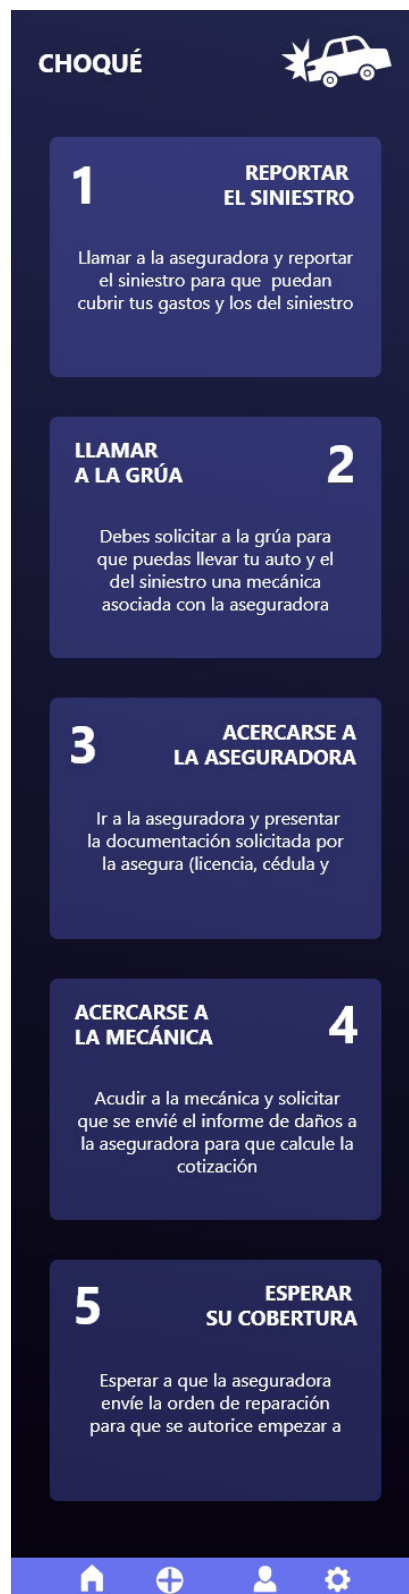 CHOQUÉ
1
REPORTAR
EL SINIESTRO
Llamar a la aseguradora y reportar
el siniestro para que puedan
cubrir tus gastos y los del siniestro
LLAMAR
A LA GRÚA
2
Debes solicitar a la grúa para
que puedas llevar tu auto y el
del siniestro una mecánica
asociada con la aseguradora
3
ACERCARSE A
LA ASEGURADORA
Ir a la aseguradora y presentar
la documentación solicitada por
la asegura (licencia, cédula y
ACERCARSE A
LA MECÁNICA
4
Acudir a la mecánica y solicitar
que se envié el informe de daños a
la aseguradora para que calcule la
cotización
5
ESPERAR
SU COBERTURA
Esperar a que la aseguradora
envíe la orden de reparación
para que se autorice empezar a